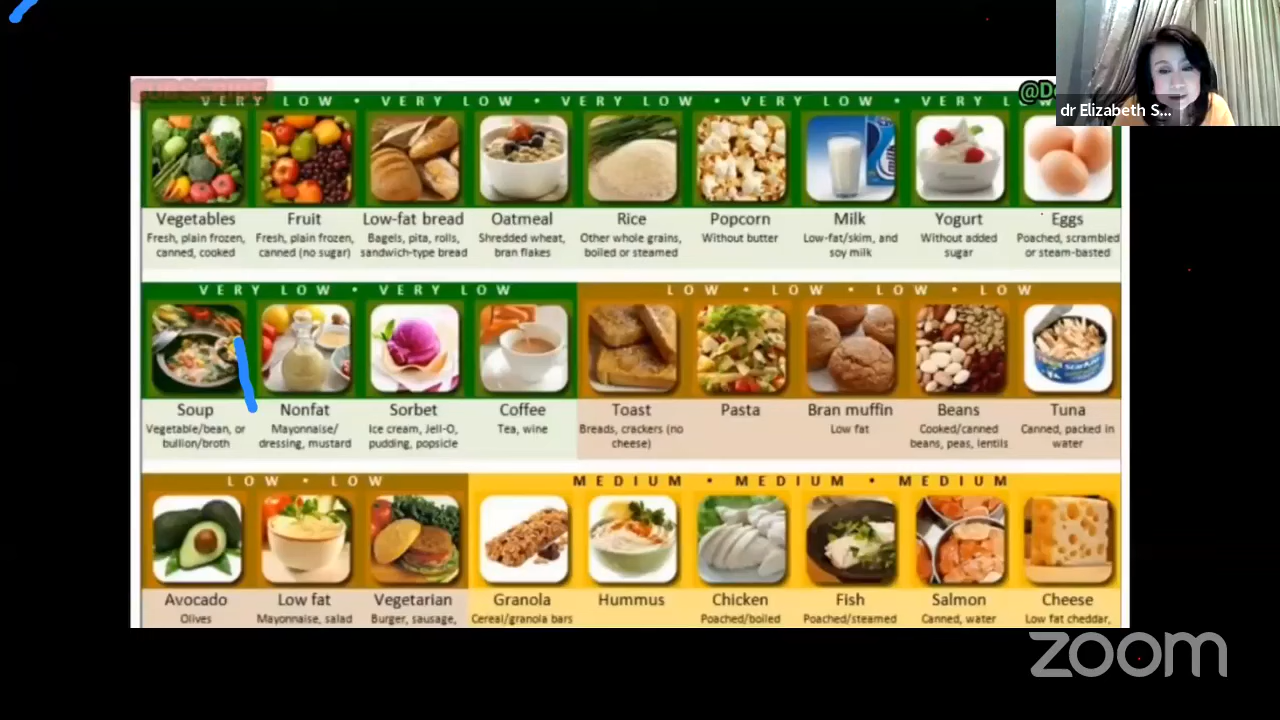 VERY LOW • VERY LOW • VERY LOW • VERY LOW • VERY L
@D
dr Elizabeth S...
Vegetables
Fresh, plain frozen,
canned, cooked
Fruit
Fresh, plain frozen,
canned (no sugar)
Low-fat bread
Bagels, pita, rolls,
sandwich-type bread
Oatmeal
Shredded wheat,
bran flakes
Rice
Other whole grains,
boiled or steamed
Popcorn
Without butter
Milk
Low-fat/skim, and
soy milk
Yogurt
Without added
sugar
Eggs
Poached, scrambled
or steam-basted
VERY LOW • VERY LOW
LOW • LOW • LOW • LOW
Soup
Vegetable/bean, or
bullion/broth
Nonfat
Mayonnaise/
dressing, mustard
Sorbet
Ice cream, Jell-O,
pudding, popsicle
Coffee
Tea, wine
Toast
Breads, crackers (no
cheese)
Pasta
Bran muffin
Low fat
Beans
Cooked/canned
beans, peas, lentils
Tuna
Canned, packed in
water
LOW • LOW
MEDIUM • MEDIUM • MEDIUM
Avocado
Olives
Low fat
Mayonnaise, salad
Vegetarian
Burger, sausage,
Granola
Cereal/granola bars
Hummus
Chicken
Poached/boiled
Fish
Poached/steamed
Salmon
Canned, water
Cheese
Low fat cheddar,
zoom